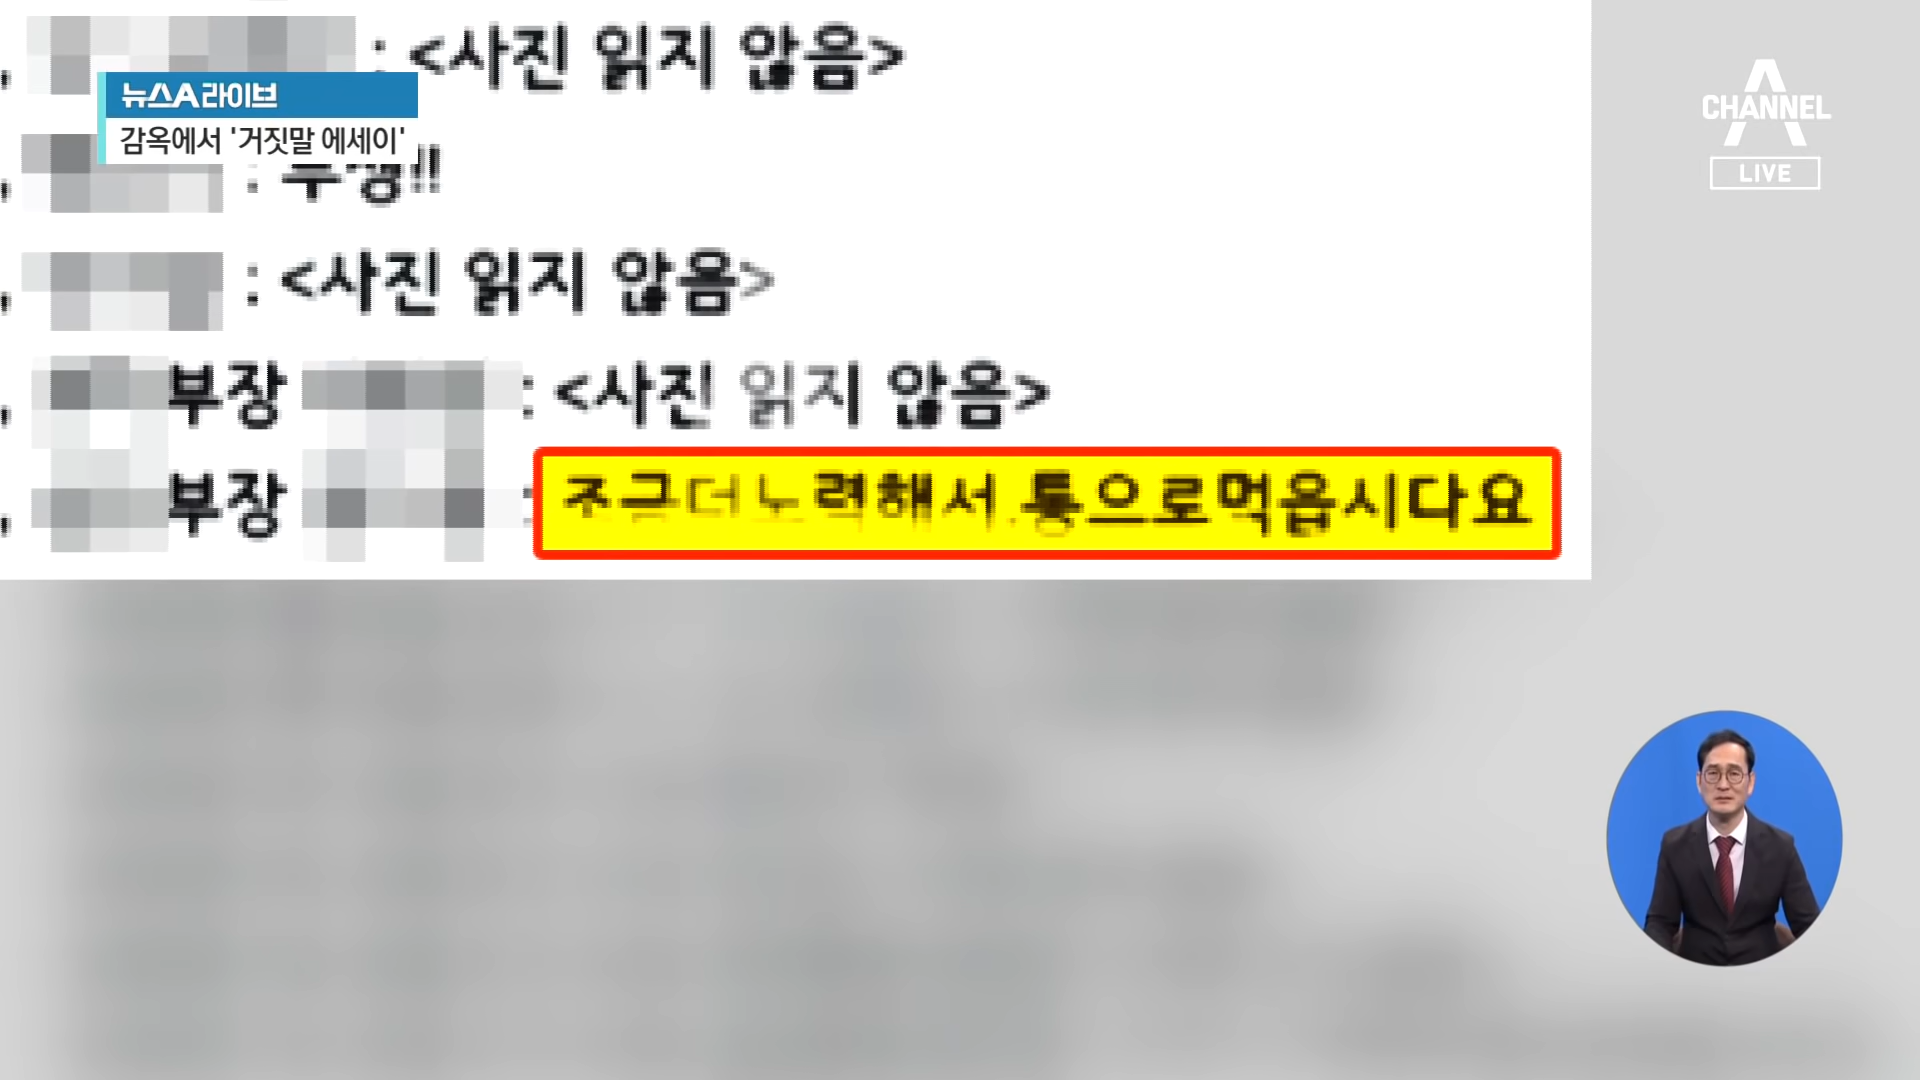 : <사진 읽지 않음>
뉴스A 라이브
감옥에서 '거짓말 에세이'
: <사진 읽지 않음>
부장 : <사진 읽지 않음>
부장 : 조금더노력해서.통으로먹읍시다요
CHANNEL A
LIVE